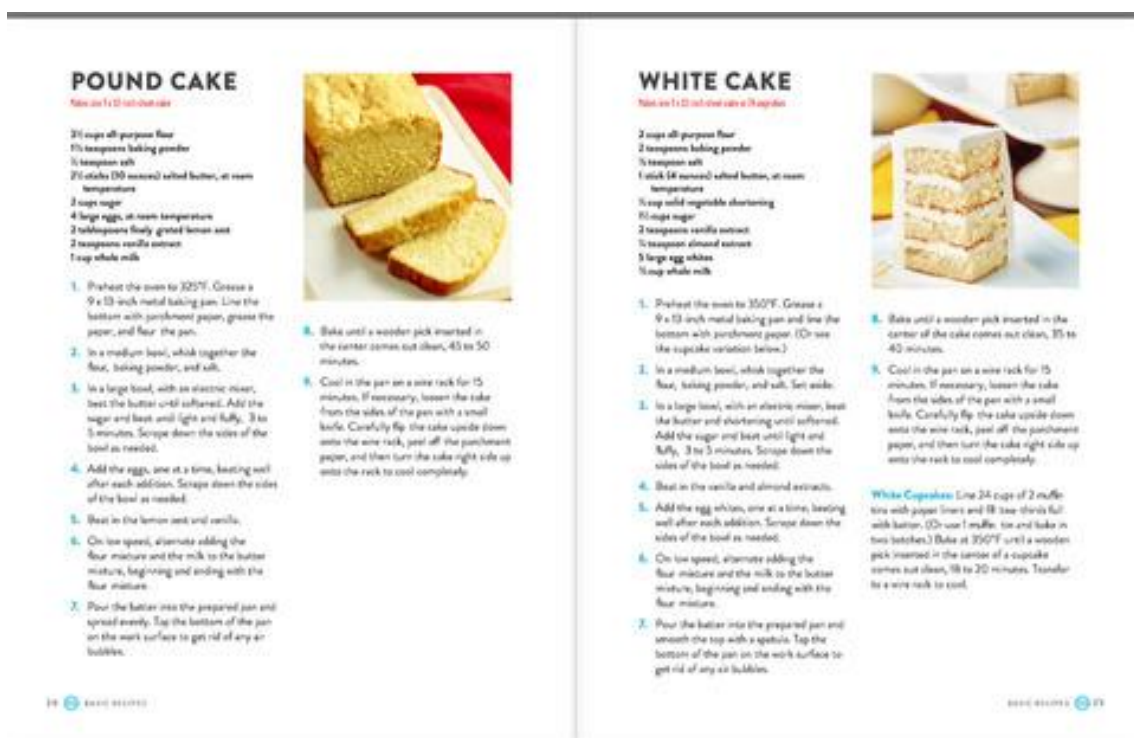 POUND CAKE
Makes one 9 x 13-inch sheet cake
all-purpose flour
teaspoons baking powder
teaspoon salt
sticks (10 ounces) salted butter, at room
temperature
cups sugar
4 large eggs, at room temperature
2 tablespoons finely grated lemon zest
2 teaspoons vanilla extract
1 cup whole milk
1. Preheat the oven to 325°F. Grease a
9 x 13-inch metal baking pan. Line the
bottom with parchment paper, grease the
paper, and flour the pan.
2. In a medium bowl, whisk together the
flour, baking powder, and salt.
3. In a large bowl, with an electric mixer,
beat the butter until softened. Add the
sugar and beat until light and fluffy, 3 to
5 minutes. Scrape down the sides of the
bowl as needed.
4. Add the eggs, one at a time, beating well
after each addition. Scrape down the sides
of the bowl as needed.
5. Beat in the lemon zest and vanilla.
6. On low speed, alternate adding the
flour mixture and the milk to the butter
mixture, beginning and ending with the
flour mixture.
7. Pour the batter into the prepared pan and
spread evenly. Tap the bottom of the pan
on the work surface to get rid of any air
bubbles.
8. Bake until a wooden pick inserted in
the center comes out clean, 45 to 50
minutes.
9. Cool in the pan on a wire rack for 15
minutes. If necessary, loosen the cake
from the sides of the pan with a small
knife. Carefully flip the cake upside down
onto the wire rack, peel off the parchment
paper, and then turn the cake right side up
onto the rack to cool completely.
BASIC RECIPES
WHITE CAKE
Makes one 9 x 13-inch sheet cake or 24 cupcakes
cups all-purpose flour
2 teaspoons baking powder
teaspoon salt
1 stick (4 ounces) salted butter, at room
temperature
cup solid vegetable shortening
cups sugar
2 teaspoons vanilla extract
teaspoon almond extract
5 large egg whites
cup whole milk
1. Preheat the oven to 350°F. Grease a
9 x 13-inch metal baking pan and line the
bottom with parchment paper. (Or see
the cupcake variation below.)
2. In a medium bowl, whisk together the
flour, baking powder, and salt. Set aside.
3. In a large bowl, with an electric mixer, beat
the butter and shortening until softened.
Add the sugar and beat until light and
fluffy, 3 to 5 minutes. Scrape down the
sides of the bowl as needed.
4. Beat in the vanilla and almond extracts.
5. Add the egg whites, one at a time, beating
well after each addition. Scrape down the
sides of the bowl as needed.
6. On low speed, alternate adding the
flour mixture and the milk to the butter
mixture, beginning and ending with the
flour mixture.
7. Pour the batter into the prepared pan and
smooth the top with a spatula. Tap the
bottom of the pan on the work surface to
get rid of any air bubbles.
8. Bake until a wooden pick inserted in the
center of the cake comes out clean, 35 to
40 minutes.
9. Cool in the pan on a wire rack for 15
minutes. If necessary, loosen the cake
from the sides of the pan with a small
knife. Carefully flip the cake upside down
onto the wire rack, peel off the parchment
paper, and then turn the cake right side up
onto the rack to cool completely.
White Cupcakes: Line 24 cups of 2 muffin
tins with paper liners and fill two-thirds full
with batter. (Or use 1 muffin tin and bake in
two batches.) Bake at 350°F until a wooden
pick inserted in the center of a cupcake
comes out clean, 18 to 20 minutes. Transfer
to a wire rack to cool.
BASIC RECIPES